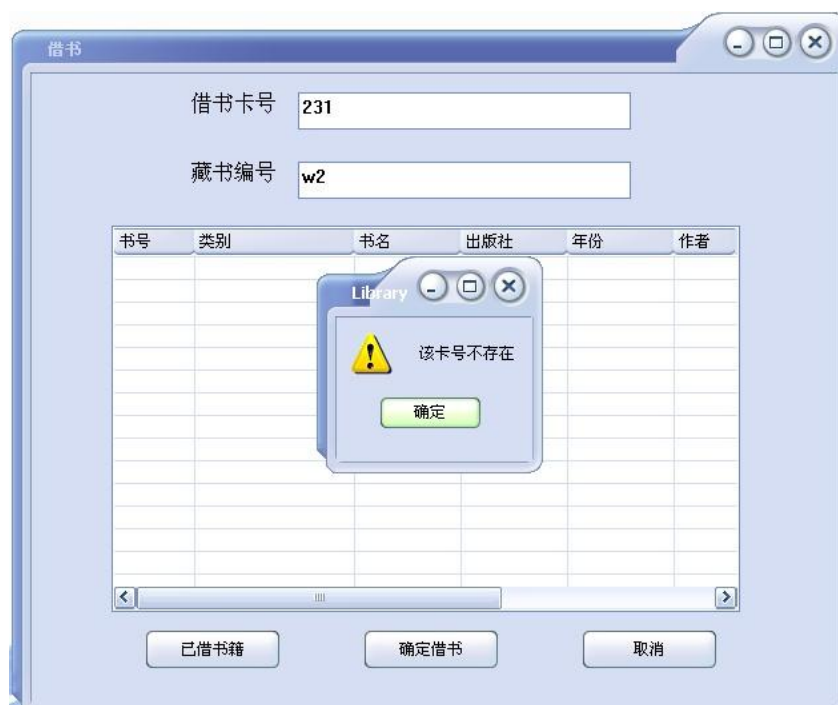 借书
借书卡号 231
藏书编号 w2
书号 类别 书名 出版社 年份 作者
Library
该卡号不存在
确定
已借书籍 确定借书 取消